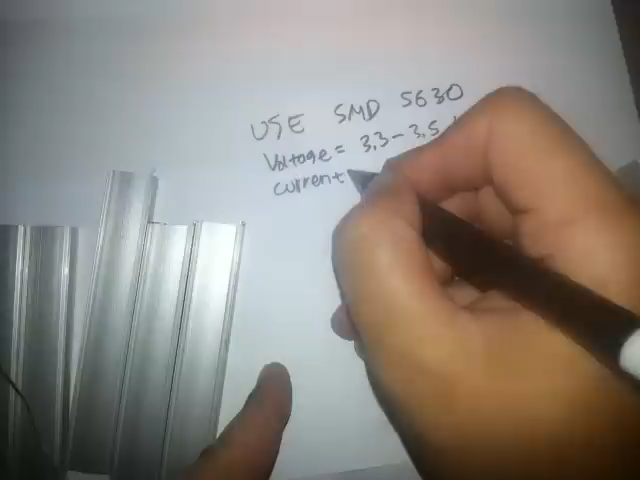 USE SMD 5630
Voltage = 3,3 - 3,5
current